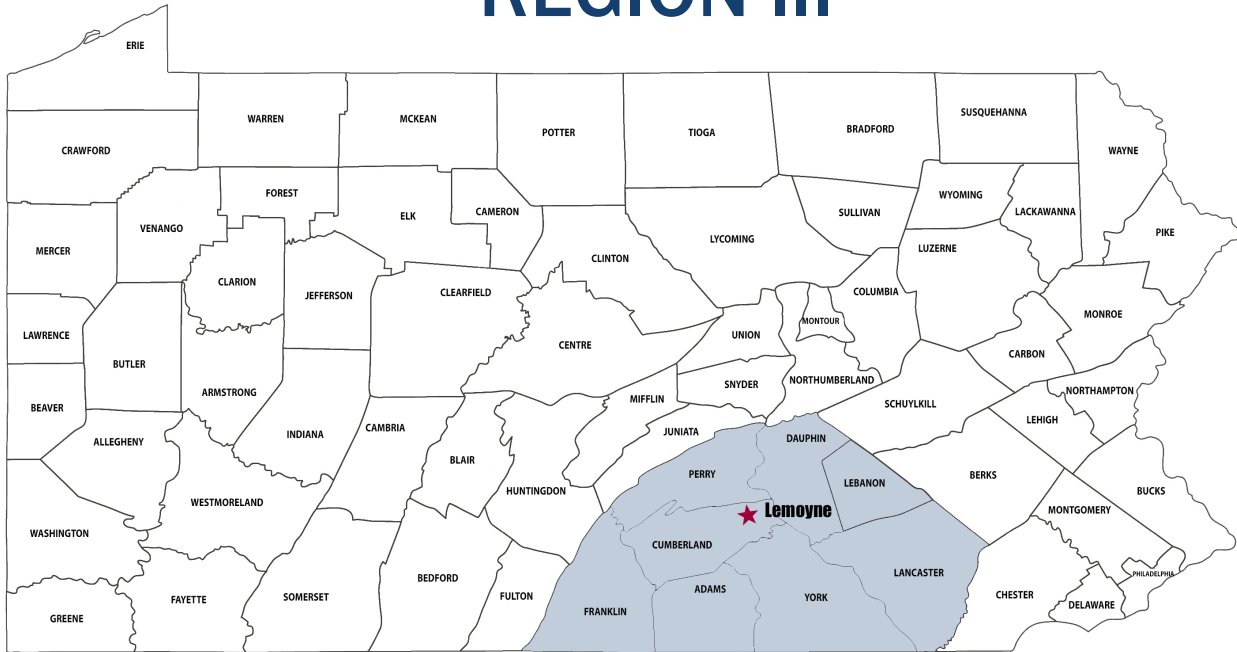 REGION III
ERIE
WARREN
MCKEAN
POTTER
TIOGA
BRADFORD
SUSQUEHANNA
WAYNE
CRAWFORD
FOREST
ELK
CAMERON
SULLIVAN
WYOMING
LACKAWANNA
PIKE
MERCER
VENANGO
CLARION
JEFFERSON
CLEARFIELD
CLINTON
LYCOMING
COLUMBIA
LUZERNE
MONROE
LAWRENCE
BUTLER
ARMSTRONG
CENTRE
UNION
MONTOUR
CARBON
BEAVER
ALLEGHENY
INDIANA
CAMBRIA
BLAIR
MIFFLIN
SNYDER
NORTHUMBERLAND
SCHUYLKILL
LEHIGH
NORTHAMPTON
JUNIATA
DAUPHIN
WESTMORELAND
HUNTINGDON
PERRY
LEBANON
BERKS
MONTGOMERY
BUCKS
Lemoyne
WASHINGTON
CUMBERLAND
LANCASTER
PHILADELPHIA
GREENE
FAYETTE
SOMERSET
BEDFORD
FULTON
FRANKLIN
ADAMS
YORK
CHESTER
DELAWARE